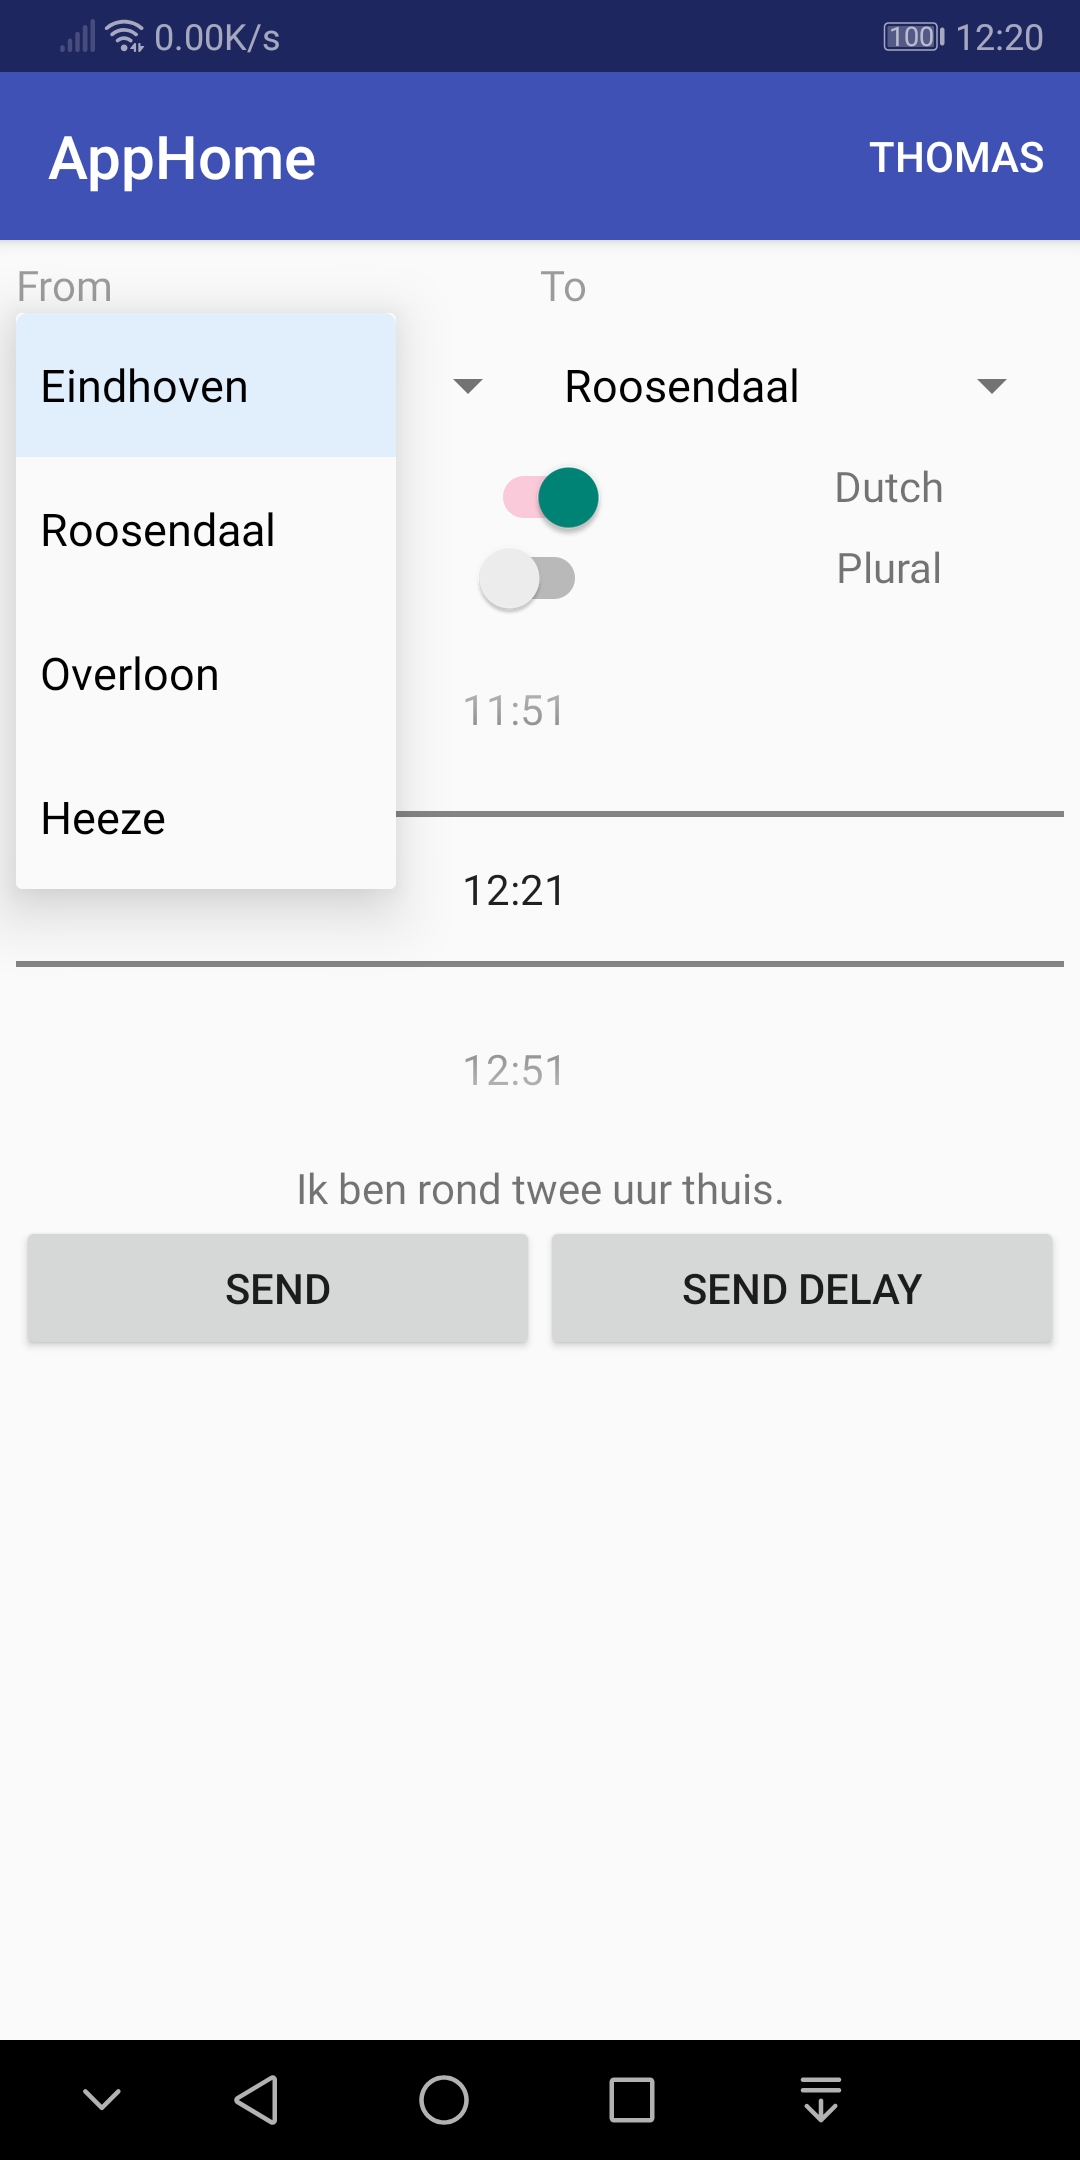 0.00K/s 100 12:20
AppHome THOMAS
From To
Eindhoven Roosendaal
Roosendaal Dutch
Plural
Overloon
11:51
Heeze
12:21
12:51
Ik ben rond twee uur thuis.
SEND SEND DELAY